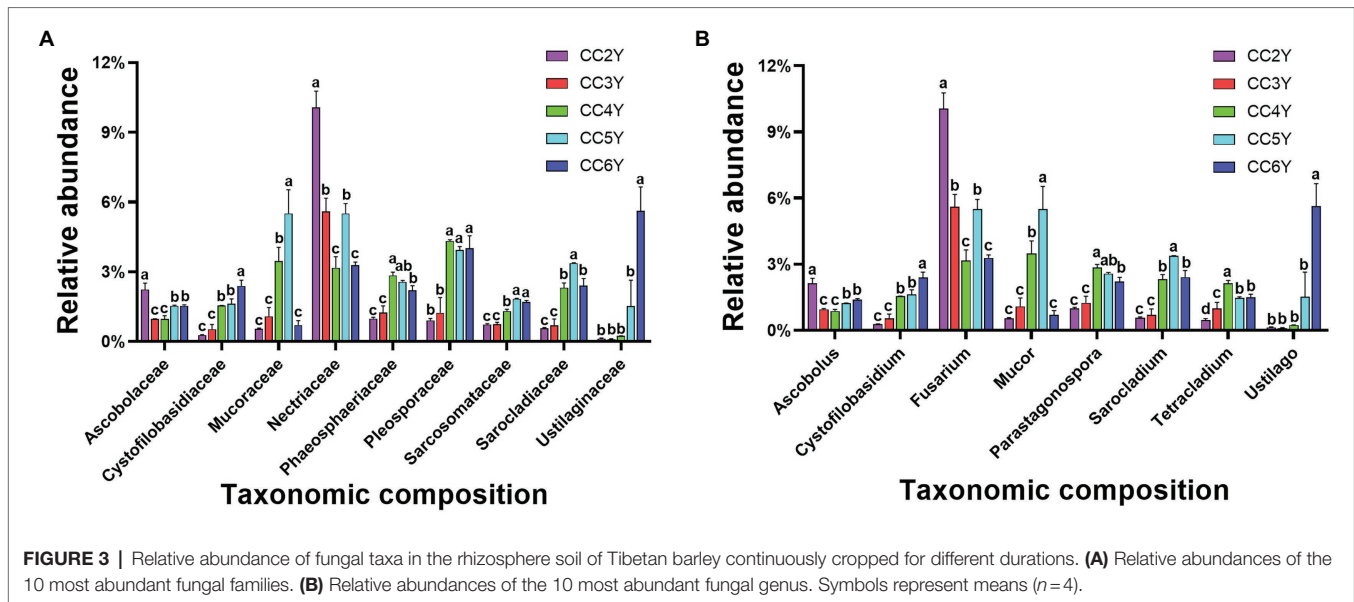 A
B
12%
9%
6%
3%
0%
Relative abundance
CC2Y
CC3Y
CC4Y
CC5Y
CC6Y
a c c b b
c c b b a
c c b a c
a b c b c
c c a ab b
b b a a a
c c b a a
c c b a b
b b b b a
Ascobolaceae
Cystofilobasidiaceae
Mucoraceae
Nectriaceae
Phaeosphaeriaceae
Pleosporaceae
Sarcosomataceae
Sarocladiaceae
Ustilaginaceae
Taxonomic composition
12%
9%
6%
3%
0%
Relative abundance
CC2Y
CC3Y
CC4Y
CC5Y
CC6Y
a c c b b
c c b b a
a b c b c
c c b a c
c c a ab b
c c b a b
d c a b b
b b b b a
Ascobolus
Cystofilobasidium
Fusarium
Mucor
Parastagonospora
Sarocladium
Tetracladium
Ustilago
Taxonomic composition
FIGURE 3 | Relative abundance of fungal taxa in the rhizosphere soil of Tibetan barley continuously cropped for different durations. (A) Relative abundances of the
10 most abundant fungal families. (B) Relative abundances of the 10 most abundant fungal genus. Symbols represent means (n = 4).